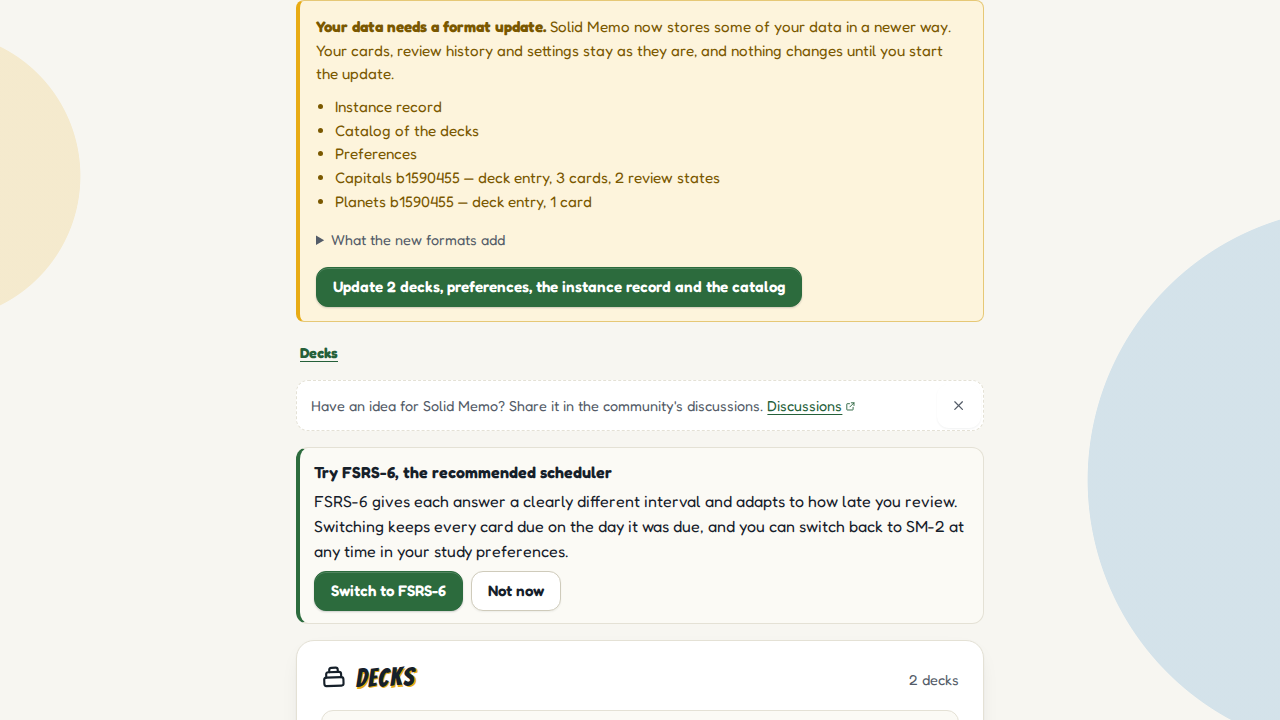 Your data needs a format update. Solid Memo now stores some of your data in a newer way.
Your cards, review history and settings stay as they are, and nothing changes until you start
the update.
• Instance record
• Catalog of the decks
• Preferences
• Capitals b1590455 — deck entry, 3 cards, 2 review states
• Planets b1590455 — deck entry, 1 card
What the new formats add
Update 2 decks, preferences, the instance record and the catalog
Decks
Have an idea for Solid Memo? Share it in the community's discussions. Discussions
Try FSRS-6, the recommended scheduler
FSRS-6 gives each answer a clearly different interval and adapts to how late you review.
Switching keeps every card due on the day it was due, and you can switch back to SM-2 at
any time in your study preferences.
Switch to FSRS-6 Not now
DECKS 2 decks